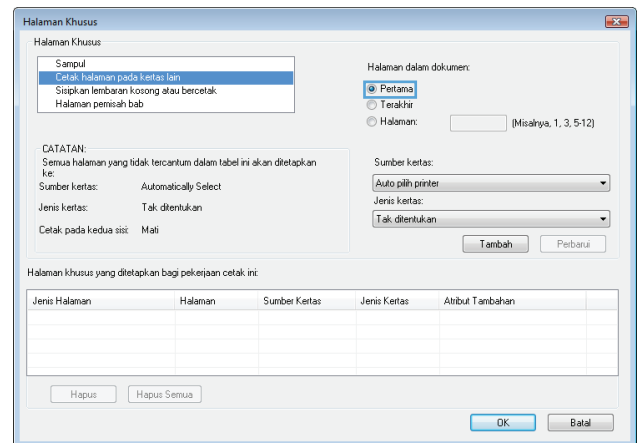 Halaman Khusus
Halaman Khusus
Sampul
Cetak halaman pada kertas lain
Sisipkan lembaran kosong atau bercetak
Halaman pemisah bab
Halaman dalam dokumen:
Pertama
Terakhir
Halaman:
(Misalnya, 1, 3, 5-12)
CATATAN:
Semua halaman yang tidak tercantum dalam tabel ini akan ditetapkan
ke:
Sumber kertas: Automatically Select
Jenis kertas: Tak ditentukan
Cetak pada kedua sisi: Mati
Sumber kertas:
Auto pilih printer
Jenis kertas:
Tak ditentukan
Tambah Perbarui
Halaman khusus yang ditetapkan bagi pekerjaan cetak ini:
Jenis Halaman Halaman Sumber Kertas Jenis Kertas Atribut Tambahan
Hapus Hapus Semua
OK Batal